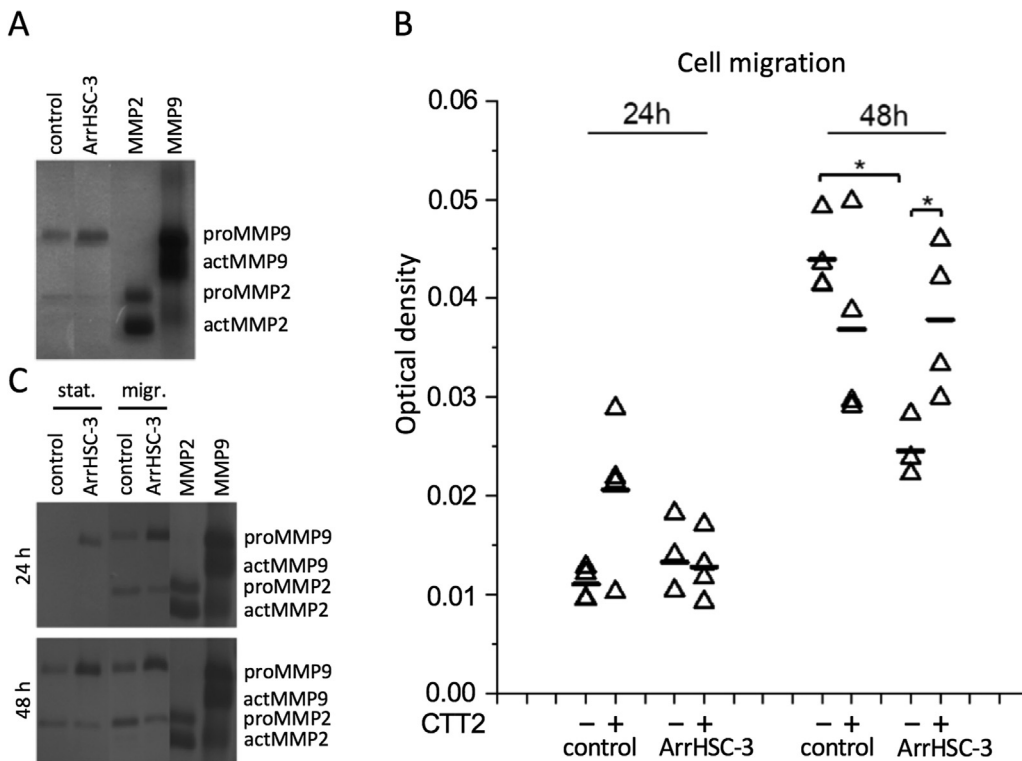 A
control
ArrHSC-3
MMP2
MMP9
proMMP9
actMMP9
proMMP2
actMMP2
B
Cell migration
24h
48h
*
*
Optical density
0.06
0.05
0.04
0.03
0.02
0.01
0.00
CTT2
− + − + − + − +
control ArrHSC-3 control ArrHSC-3
C
stat. migr.
control
ArrHSC-3
control
ArrHSC-3
MMP2
MMP9
24 h
proMMP9
actMMP9
proMMP2
actMMP2
48 h
proMMP9
actMMP9
proMMP2
actMMP2